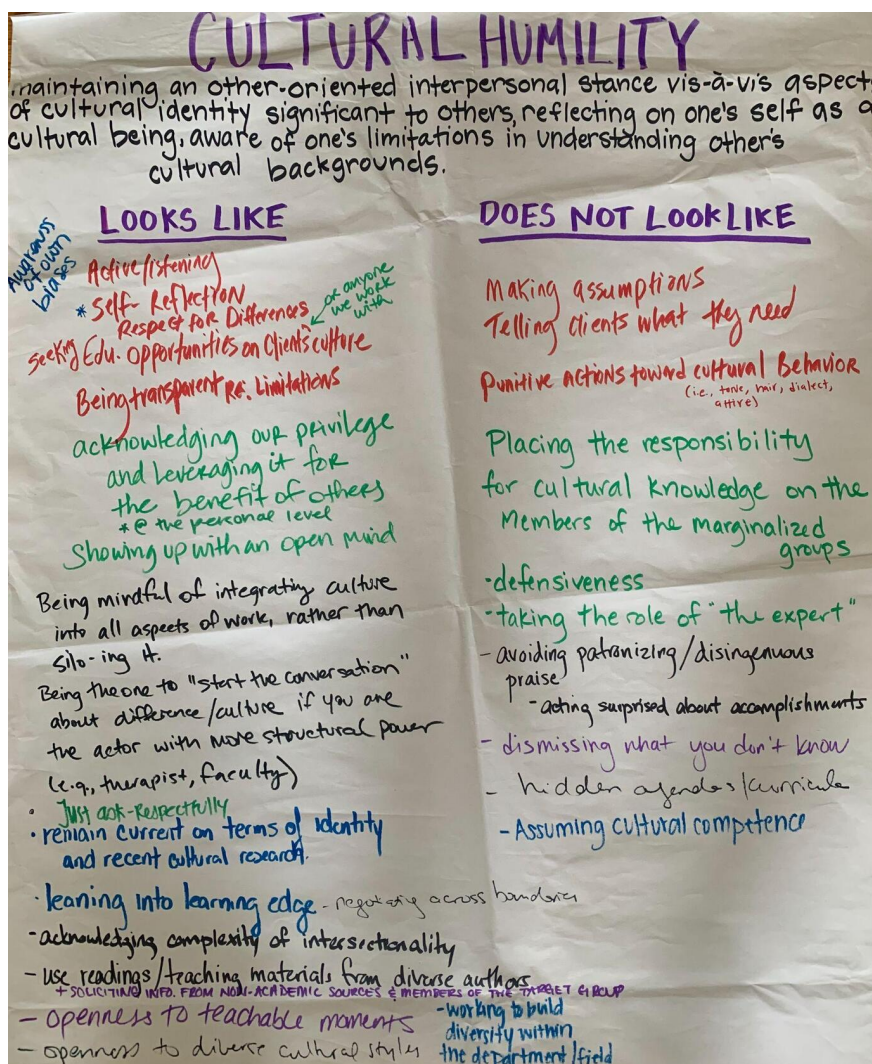 CULTURAL HUMILITY
maintaining an other-oriented interpersonal stance vis-à-vis aspect
of cultural identity significant to others, reflecting on one's self as a
cultural being, aware of one's limitations in understanding other's
cultural backgrounds.
LOOKS LIKE
Awareness
of own
biases
Active listening
* Self-Reflection
Respect for Differences
or anyone
we work
with
Seeking Edu. opportunities on Clients culture
Being transparent Re: Limitations
acknowledging our privilege
and leveraging it for
the benefit of others
* @ the personal level
Showing up with an open mind
Being mindful of integrating culture
into all aspects of work, rather than
silo-ing it.
Being the one to "start the conversation"
about difference/culture if you are
the actor with more structural power
(e.g., therapist, faculty)
· Just ask-Respectfully
· remain current on terms of identity
and recent cultural research.
· leaning into learning edge - negotiating across boundaries
- acknowledging complexity of intersectionality
- use readings/teaching materials from diverse authors
+ SOLICITING INFO. FROM NON-ACADEMIC SOURCES & MEMBERS OF THE TARGET GROUP
- openness to teachable moments
- openness to diverse cultural styles
- working to build
diversity within
the department/field
DOES NOT LOOK LIKE
Making assumptions
Telling clients what they need
Punitive actions toward cultural Behavior
(i.e., tone, hair, dialect,
attire)
Placing the responsibility
for cultural knowledge on the
Members of the marginalized
groups
· defensiveness
- taking the role of "the expert"
- avoiding patronizing/disingenuous
praise
- acting surprised about accomplishments
- dismissing what you don't know
- hidden agendas/curricula
- Assuming cultural competence